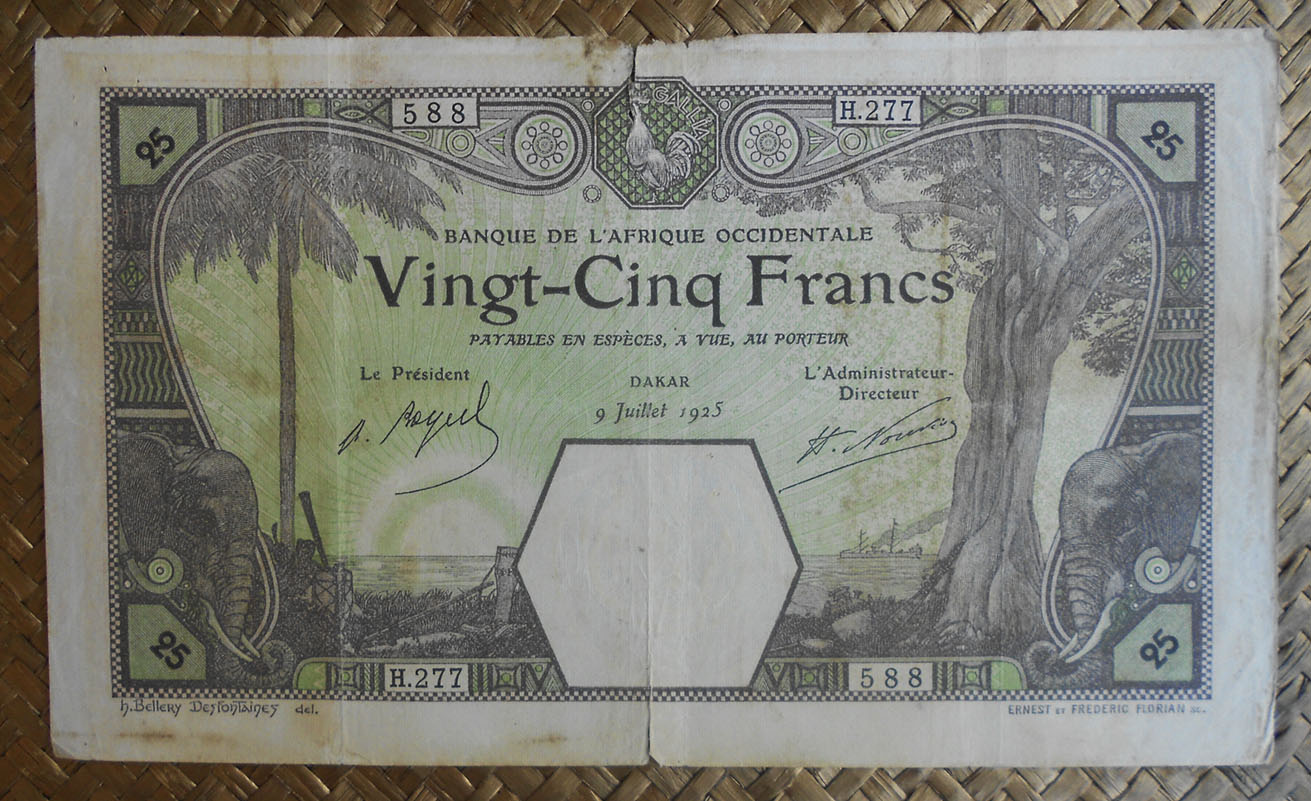 588
H.277
25
25
GALLIA
BANQUE DE L'AFRIQUE OCCIDENTALE
Vingt-Cinq Francs
PAYABLES EN ESPÈCES, A VUE, AU PORTEUR
Le Président
DAKAR
L'Administrateur-
Directeur
9 Juillet 1925
25
25
H.277
588
H. Bellery Desfontaines del.
ERNEST ET FREDERIC FLORIAN sc.